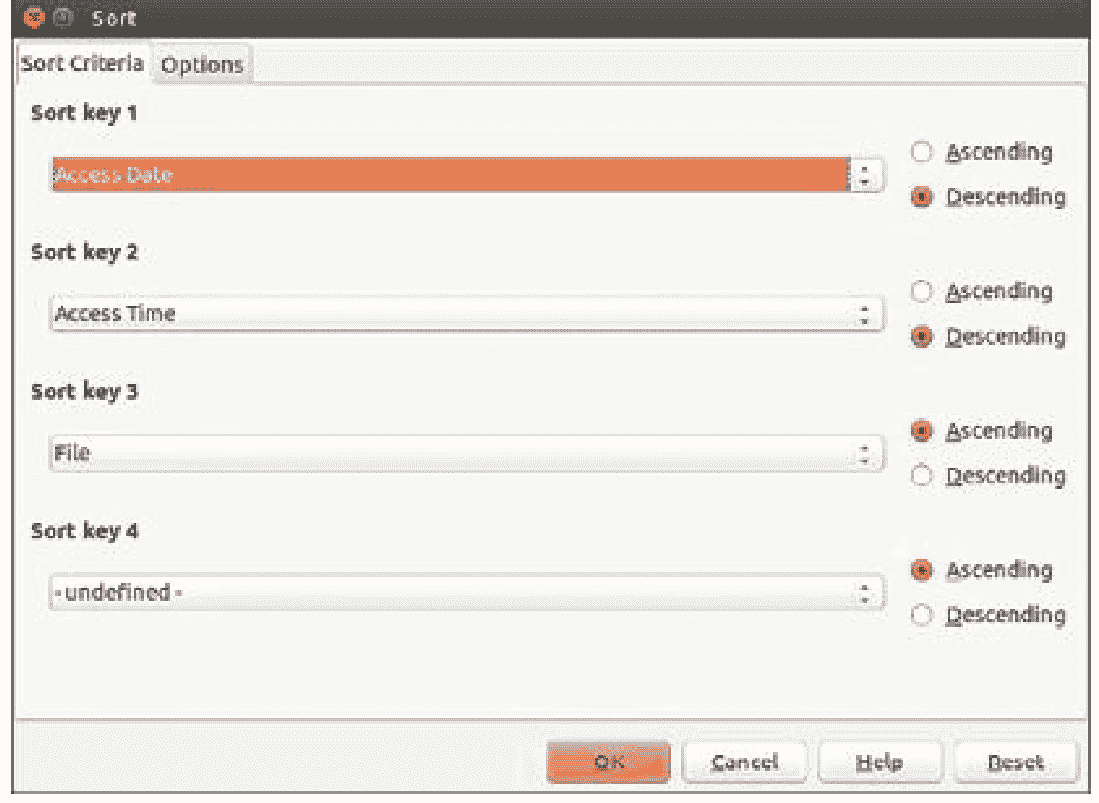 Sort
Sort Criteria Options
Sort key 1
Access Date
Ascending
Descending
Sort key 2
Access Time
Ascending
Descending
Sort key 3
File
Ascending
Descending
Sort key 4
- undefined -
Ascending
Descending
OK Cancel Help Reset